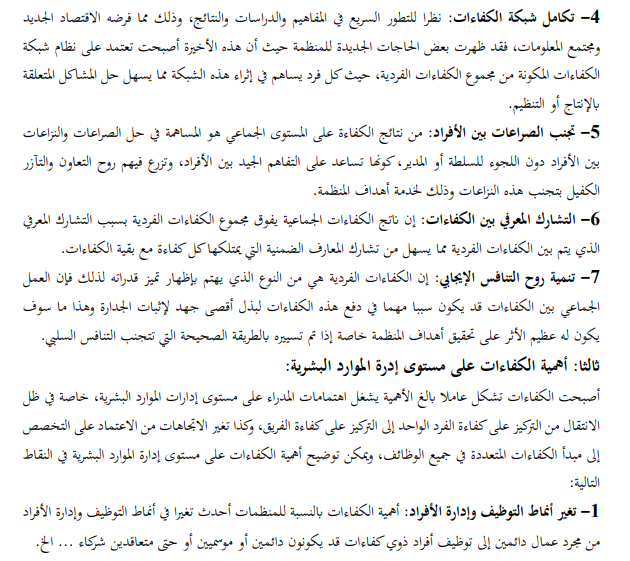 4– تكامل شبكة الكفاءات: نظرا للتطور السريع في المفاهيم والدراسات والنتائج، وذلك مما فرضه الاقتصاد الجديد
ومجتمع المعلومات، فقد ظهرت بعض الحاجات الجديدة للمنظمة حيث أن هذه الأخيرة أصبحت تعتمد على نظام شبكة
الكفاءات المكونة من مجموع الكفاءات الفردية، حيث كل فرد يساهم في إثراء هذه الشبكة مما يسهل حل المشاكل المتعلقة
بالإنتاج أو التنظيم.
5– تجنب الصراعات بين الأفراد: من نتائج الكفاءة على المستوى الجماعي هو المساهمة في حل الصراعات والنزاعات
بين الأفراد دون اللجوء للسلطة أو المدير، كونها تساعد على التفاهم الجيد بين الأفراد، وتزرع فيهم روح التعاون والتآزر
الكفيل بتجنب هذه النزاعات وذلك لخدمة أهداف المنظمة.
6– التشارك المعرفي بين الكفاءات: إن ناتج الكفاءات الجماعية يفوق مجموع الكفاءات الفردية بسبب التشارك المعرفي
الذي يتم بين الكفاءات الفردية مما يسهل من تشارك المعارف الضمنية التي يمتلكها كل كفاءة مع بقية الكفاءات.
7– تنمية روح التنافس الإيجابي: إن الكفاءات الفردية هي من النوع الذي يهتم بإظهار تميز قدراته لذلك فإن العمل
الجماعي بين الكفاءات قد يكون سببا مهما في دفع هذه الكفاءات لبذل أقصى جهد لإثبات الجدارة وهذا ما سوف
يكون له عظيم الأثر على تحقيق أهداف المنظمة خاصة إذا تم تسييره بالطريقة الصحيحة التي تتجنب التنافس السلبي.
ثالثا: أهمية الكفاءات على مستوى إدرة الموارد البشرية:
أصبحت الكفاءات تشكل عاملا بالغ الأهمية يشغل اهتمامات المدراء على مستوى إدارات الموارد البشرية، خاصة في ظل
الانتقال من التركيز على كفاءة الفرد الواحد إلى التركيز على كفاءة الفريق، وكذا تغير الاتجاهات من الاعتماد على التخصص
إلى مبدأ الكفاءات المتعددة في جميع الوظائف، ويمكن توضيح أهمية الكفاءات على مستوى إدرة الموارد البشرية في النقاط
التالية:
1– تغير أنماط التوظيف وإدارة الأفراد: أهمية الكفاءات بالنسبة للمنظمات أحدث تغيرا في أنماط التوظيف وإدارة الأفراد
من مجرد عمال دائمين إلى توظيف أفراد ذوي كفاءات قد يكونون دائمين أو موسميين أو حتى متعاقدين شركاء ... الخ.